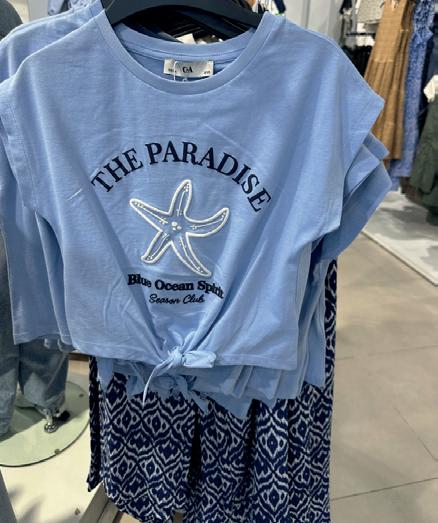 C&A
THE PARADISE
Blue Ocean Spirit
Season Club